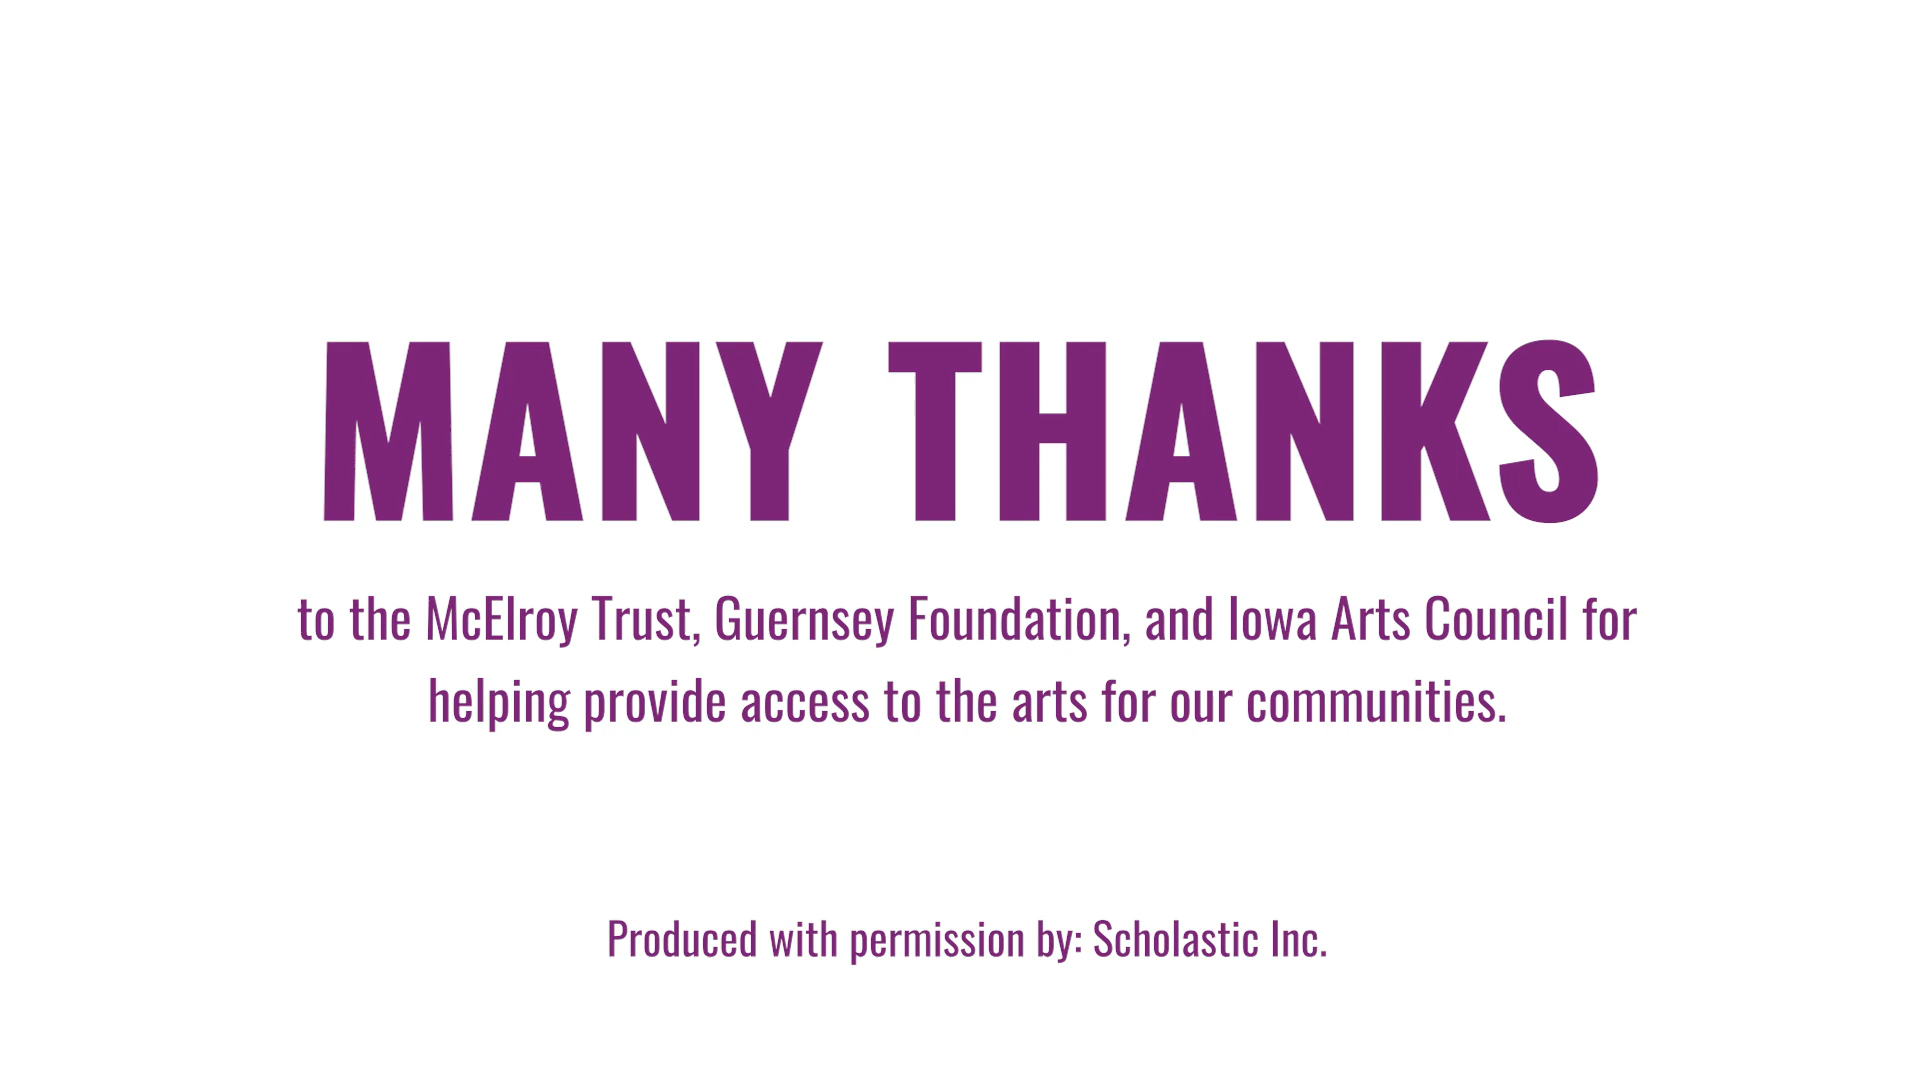 MANY THANKS
to the McElroy Trust, Guernsey Foundation, and Iowa Arts Council for
helping provide access to the arts for our communities.
Produced with permission by: Scholastic Inc.